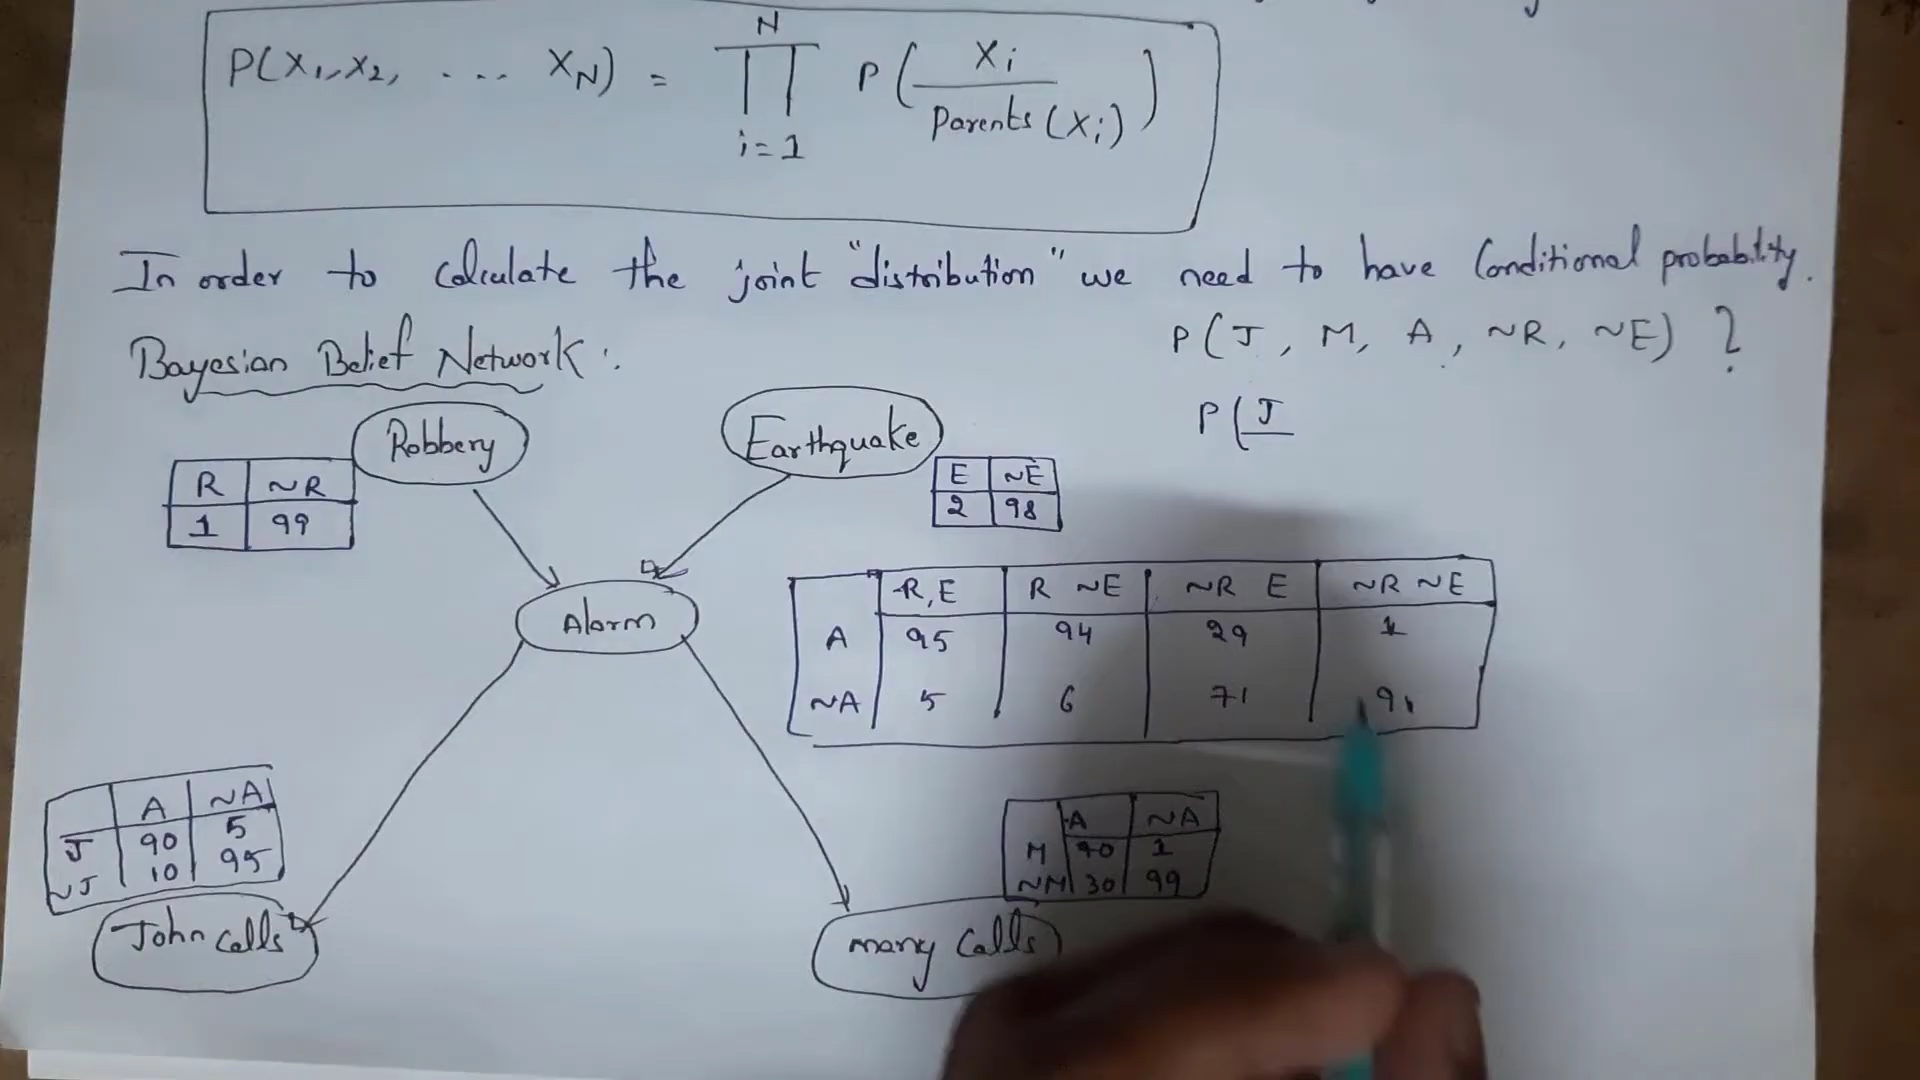 P(X1, X2, .... XN) = N ∏ i=1 P( Xi / Parents (Xi) )
In order to calculate the joint "distribution" we need to have Conditional probability.
P(J, M, A, ~R, ~E) ?
Bayesian Belief Network:
P( J
Robbery
Earthquake
R ~R
1 99
E ~E
2 98
Alarm
R,E R ~E ~R E ~R ~E
A 95 94 29 1
~A 5 6 71
A ~A
J 90 5
~J 10 95
A ~A
M 70 1
~M 30 99
John Calls
many Calls